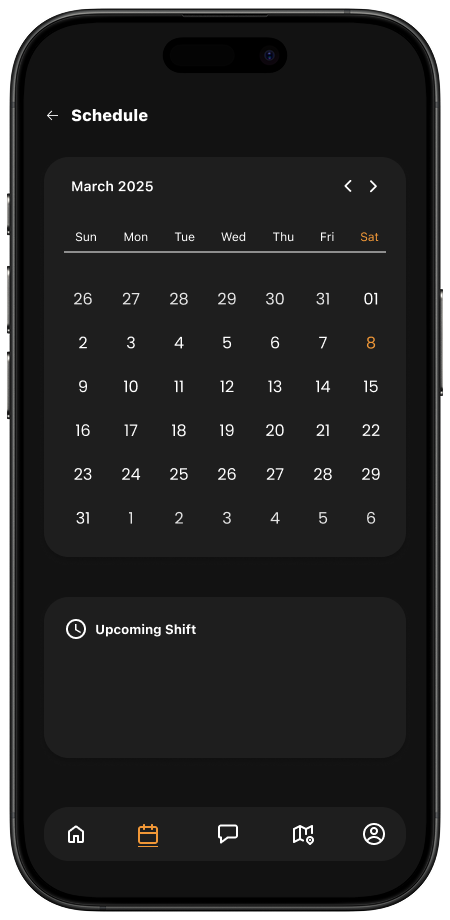 Schedule
March 2025
Sun Mon Tue Wed Thu Fri Sat
26 27 28 29 30 31 01
2 3 4 5 6 7 8
9 10 11 12 13 14 15
16 17 18 19 20 21 22
23 24 25 26 27 28 29
31 1 2 3 4 5 6
Upcoming Shift